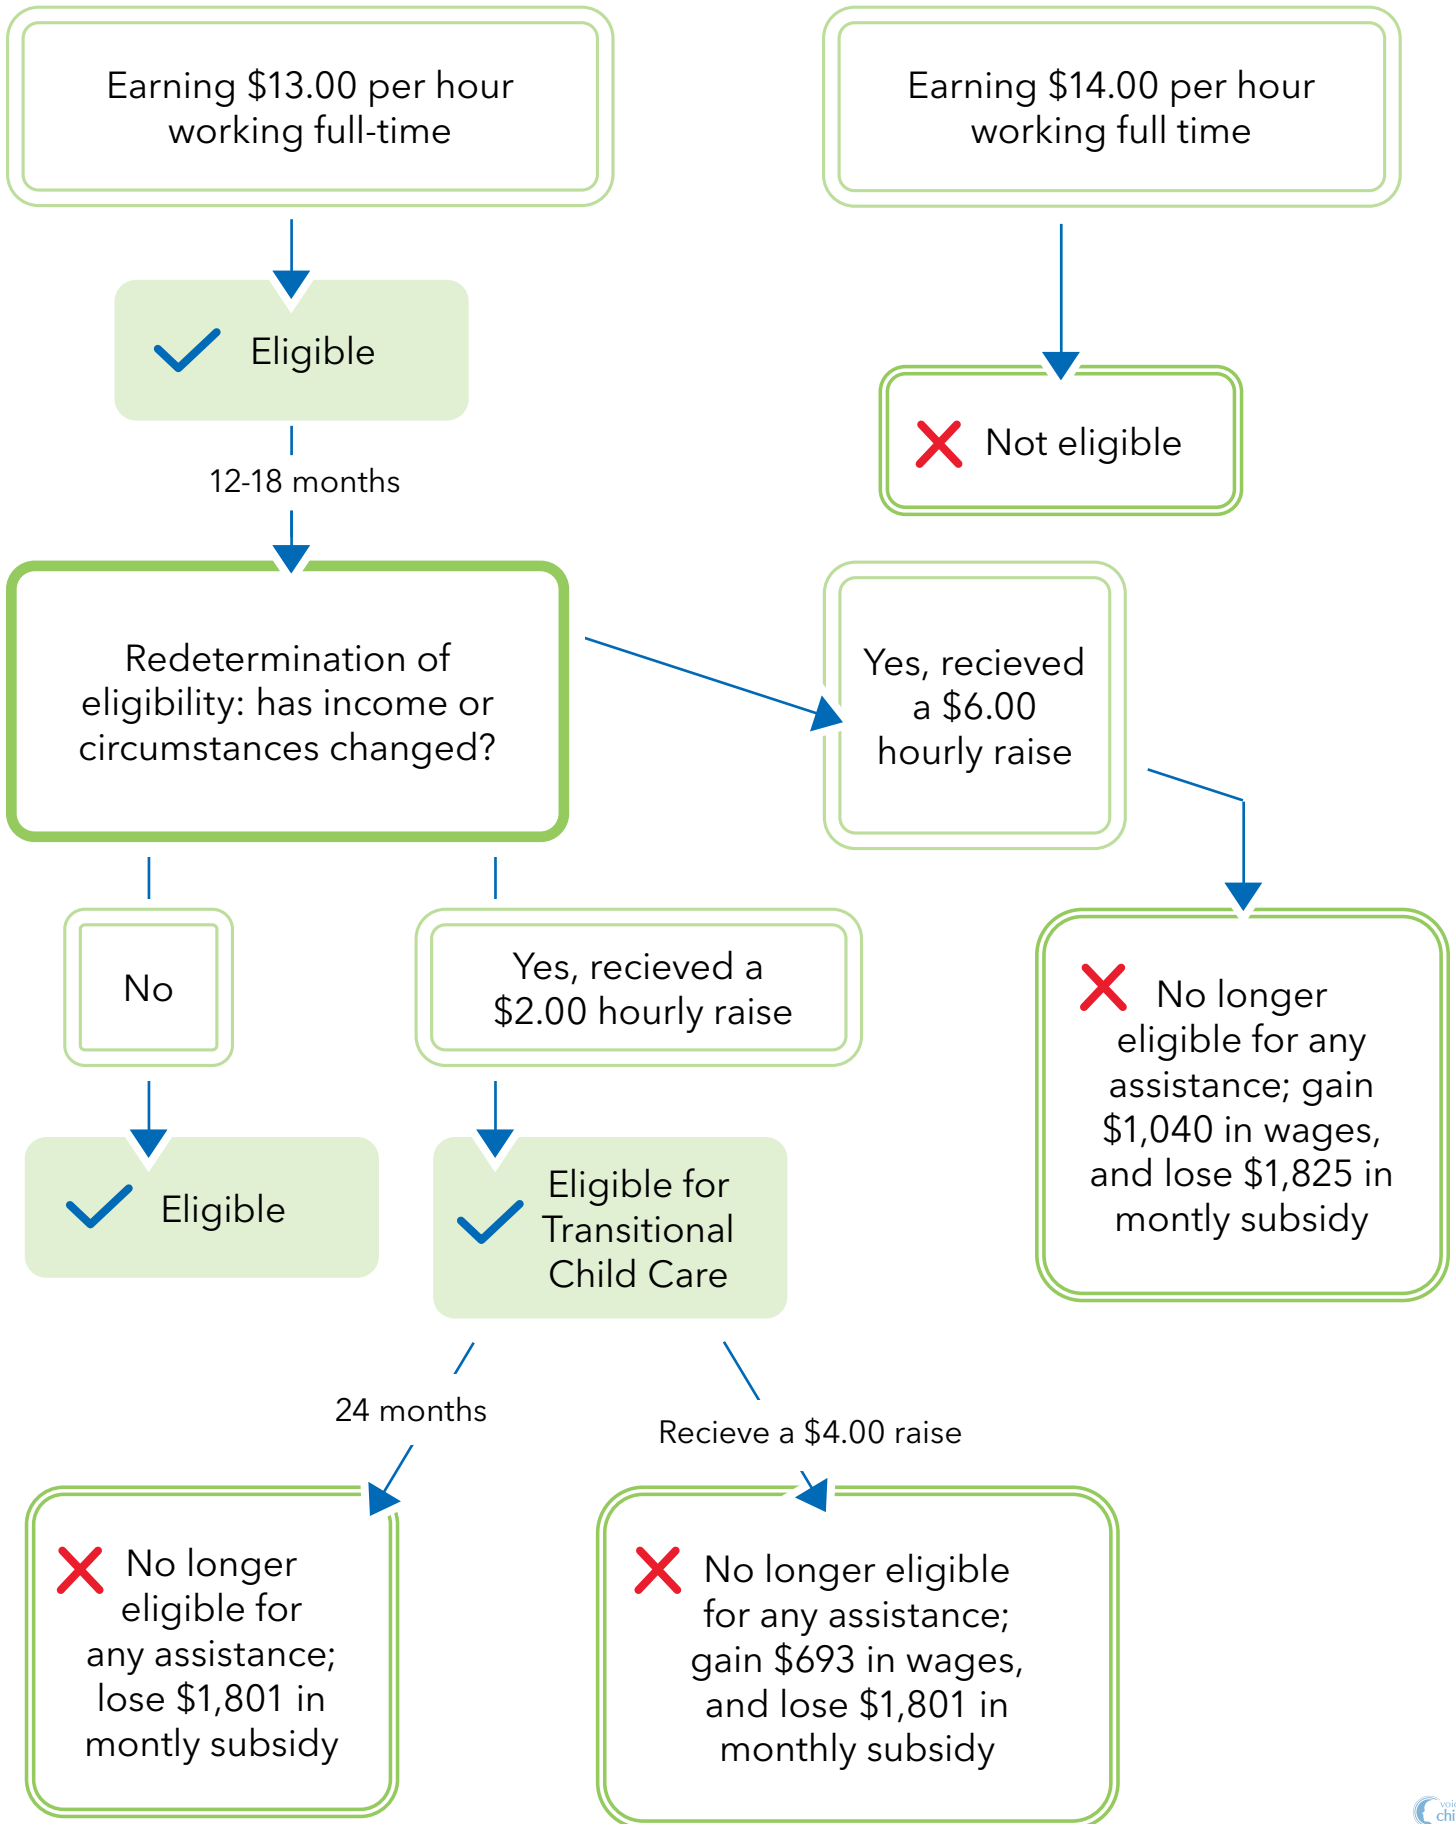 Earning $13.00 per hour
working full-time
Earning $14.00 per hour
working full time
Eligible
Not eligible
12-18 months
Redetermination of
eligibility: has income or
circumstances changed?
Yes, recieved
a $6.00
hourly raise
No
Yes, recieved a
$2.00 hourly raise
No longer
eligible for any
assistance; gain
$1,040 in wages,
and lose $1,825 in
montly subsidy
Eligible
Eligible for
Transitional
Child Care
24 months
Recieve a $4.00 raise
No longer
eligible for
any assistance;
lose $1,801 in
montly subsidy
No longer eligible
for any assistance;
gain $693 in wages,
and lose $1,801 in
monthly subsidy